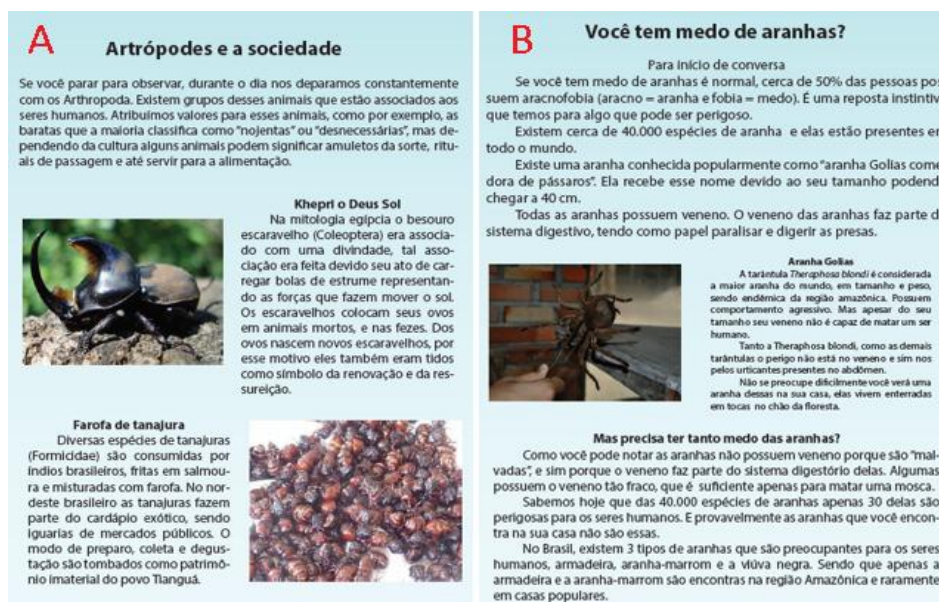 A
Artrópodes e a sociedade
Se você parar para observar, durante o dia nos deparamos constantemente
com os Arthropoda. Existem grupos desses animais que estão associados aos
seres humanos. Atribuímos valores para esses animais, como por exemplo, as
baratas que a maioria classifica como "nojentas" ou "desnecessárias", mas de-
pendendo da cultura alguns animais podem significar amuletos da sorte, ritu-
ais de passagem e até servir para a alimentação.
Khepri o Deus Sol
Na mitologia egípcia o besouro
escaravelho (Coleoptera) era associa-
do com uma divindade, tal asso-
ciação era feita devido seu ato de car-
regar bolas de estrume representan-
do as forças que fazem mover o sol.
Os escaravelhos colocam seus ovos
em animais mortos, e nas fezes. Dos
ovos nascem novos escaravelhos, por
esse motivo eles também eram tidos
como símbolo da renovação e da res-
sureição.
Farofa de tanajura
Diversas espécies de tanajuras
(Formicidae) são consumidas por
índios brasileiros, fritas em salmou-
ra e misturadas com farofa. No nor-
deste brasileiro as tanajuras fazem
parte do cardápio exótico, sendo
iguarias de mercados públicos. O
modo de preparo, coleta e degus-
tação são tombados como patrimô-
nio imaterial do povo Tianguá.
B
Você tem medo de aranhas?
Para início de conversa
Se você tem medo de aranhas é normal, cerca de 50% das pessoas pos
suem aracnofobia (aracno = aranha e fobia = medo). É uma reposta instintiv
que temos para algo que pode ser perigoso.
Existem cerca de 40.000 espécies de aranha e elas estão presentes em
todo o mundo.
Existe uma aranha conhecida popularmente como "aranha Golias come
dora de pássaros". Ela recebe esse nome devido ao seu tamanho podend
chegar a 40 cm.
Todas as aranhas possuem veneno. O veneno das aranhas faz parte d
sistema digestivo, tendo como papel paralisar e digerir as presas.
Aranha Golias
A tarântula Theraphosa blondi é considerada
a maior aranha do mundo, em tamanho e peso,
sendo endêmica da região amazônica. Possuem
comportamento agressivo. Mas apesar do seu
tamanho seu veneno não é capaz de matar um ser
humano.
Tanto a Theraphosa blondi, como as demais
tarântulas o perigo não está no veneno e sim nos
pelos urticantes presentes no abdômen.
Não se preocupe dificilmente você verá uma
aranha dessas na sua casa, elas vivem enterradas
em tocas no chão da floresta.
Mas precisa ter tanto medo das aranhas?
Como você pode notar as aranhas não possuem veneno porque são "mal-
vadas", e sim porque o veneno faz parte do sistema digestório delas. Algumas
possuem o veneno tão fraco, que é suficiente apenas para matar uma mosca.
Sabemos hoje que das 40.000 espécies de aranhas apenas 30 delas são
perigosas para os seres humanos. E provavelmente as aranhas que você encon-
tra na sua casa não são essas.
No Brasil, existem 3 tipos de aranhas que são preocupantes para os seres
humanos, armadeira, aranha-marrom e a viúva negra. Sendo que apenas a
armadeira e a aranha-marrom são encontras na região Amazônica e raramente
em casas populares.